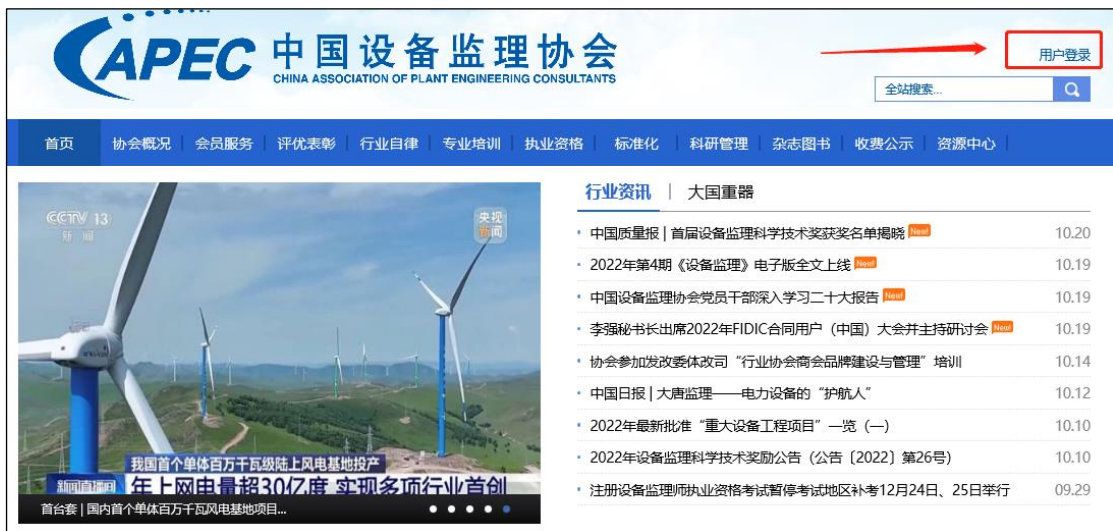 CAPEC 中国设备监理协会
CHINA ASSOCIATION OF PLANT ENGINEERING CONSULTANTS
用户登录
全站搜索...
首页 协会概况 会员服务 评优表彰 行业自律 专业培训 执业资格 标准化 科研管理 杂志图书 收费公示 资源中心
CCTV 13
新闻
央视
新闻
我国首个单体百万千瓦级陆上风电基地投产
新闻直播间 年上网电量超30亿度 实现多项行业首创
首台套 | 国内首个单体百万千瓦风电基地项目...
行业资讯 | 大国重器
中国质量报 | 首届设备监理科学技术奖获奖名单揭晓 New! 10.20
2022年第4期《设备监理》电子版全文上线 New! 10.19
中国设备监理协会党员干部深入学习二十大报告 New! 10.19
李强秘书长出席2022年FIDIC合同用户（中国）大会并主持研讨会 New! 10.19
协会参加发改委体改司“行业协会商会品牌建设与管理”培训 10.14
中国日报 | 大唐监理——电力设备的“护航人” 10.12
2022年最新批准“重大设备工程项目”一览（一） 10.10
2022年设备监理科学技术奖励公告（公告〔2022〕第26号） 10.10
注册设备监理师执业资格考试暂停考试地区补考12月24日、25日举行 09.29